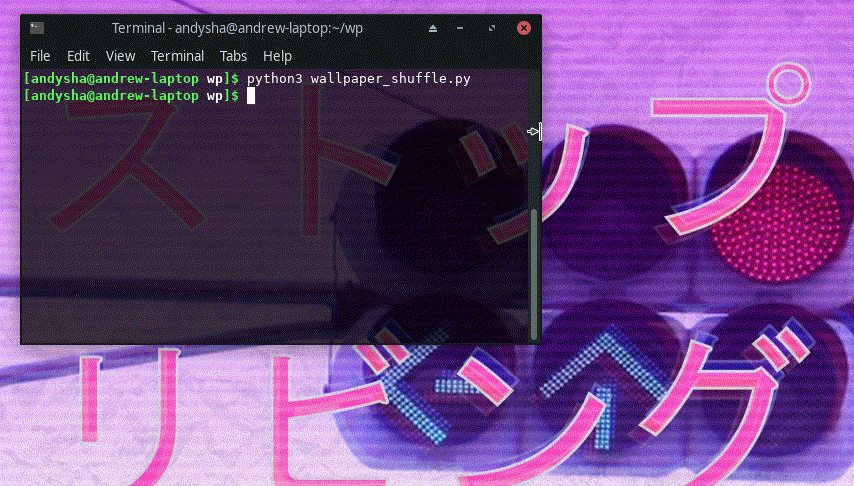 Terminal - andysha@andrew-laptop:~/wp
File Edit View Terminal Tabs Help
[andysha@andrew-laptop wp]$ python3 wallpaper_shuffle.py
[andysha@andrew-laptop wp]$
ストップ
リビング